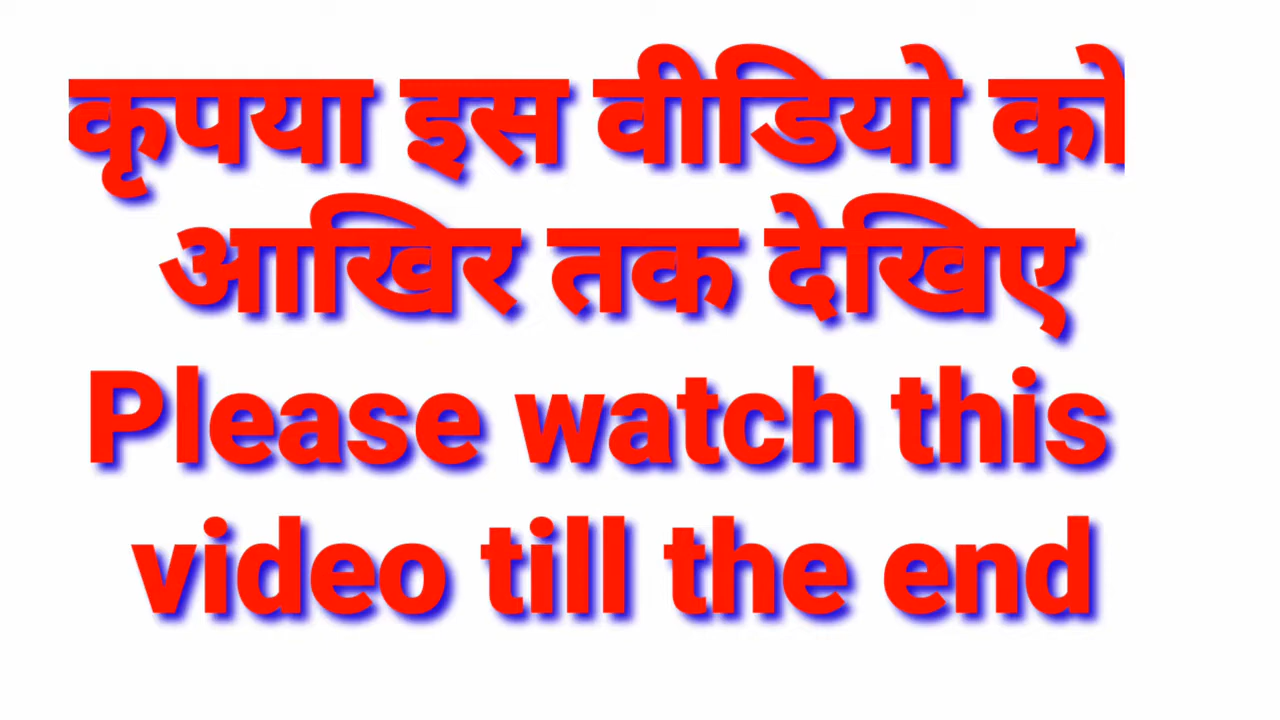 कृपया इस वीडियो को
आखिर तक देखिए
Please watch this
video till the end